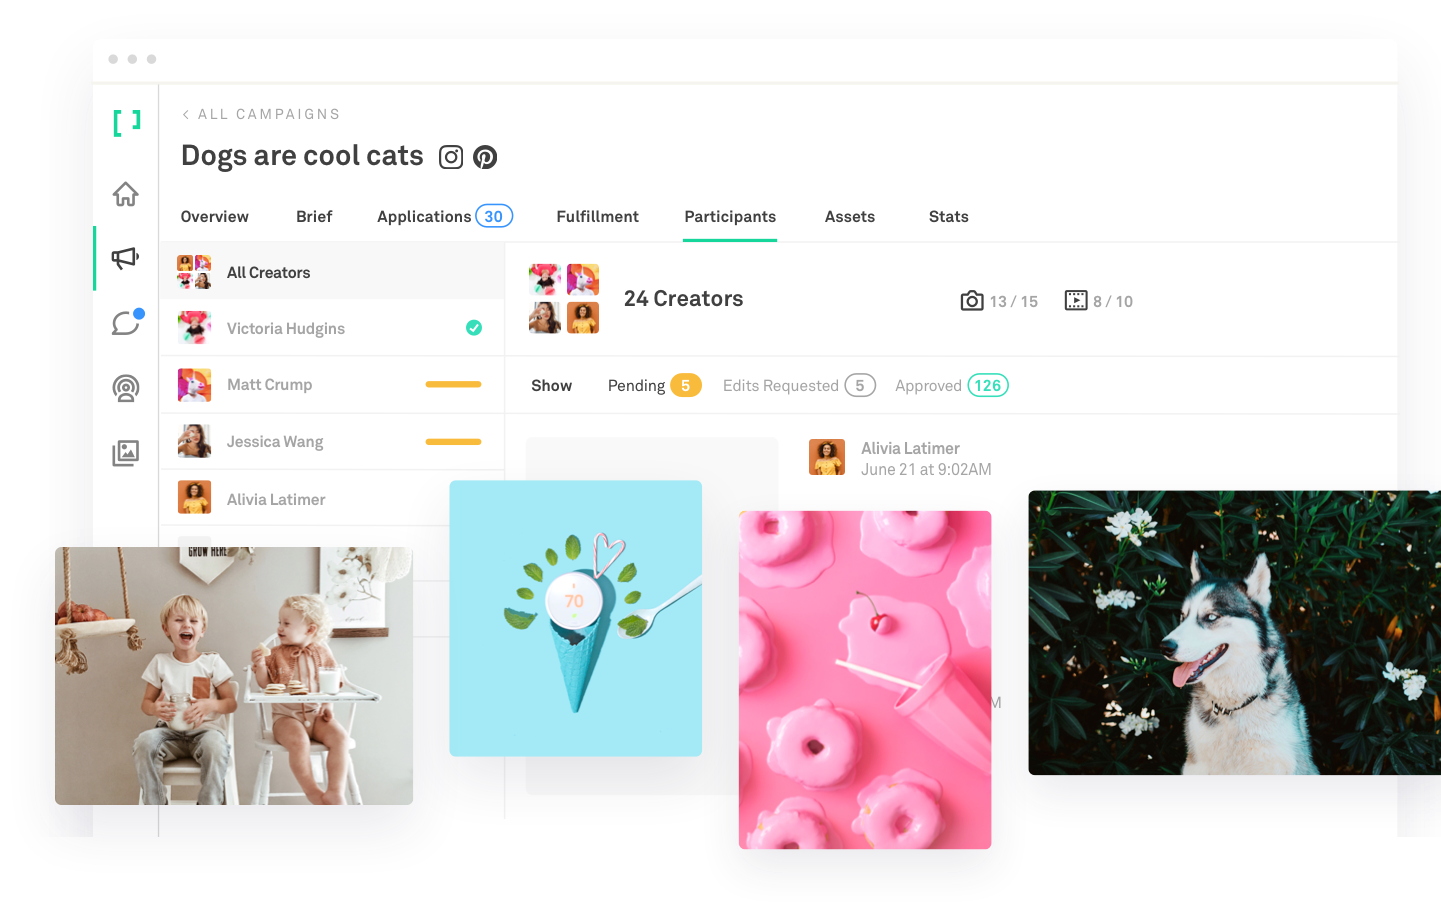 ALL CAMPAIGNS
Dogs are cool cats
Overview Brief Applications 30 Fulfillment Participants Assets Stats
All Creators
Victoria Hudgins
Matt Crump
Jessica Wang
Alivia Latimer
24 Creators
13 / 15
8 / 10
Show Pending 5 Edits Requested 5 Approved 126
Alivia Latimer
June 21 at 9:02AM
GROW HERE
70
M